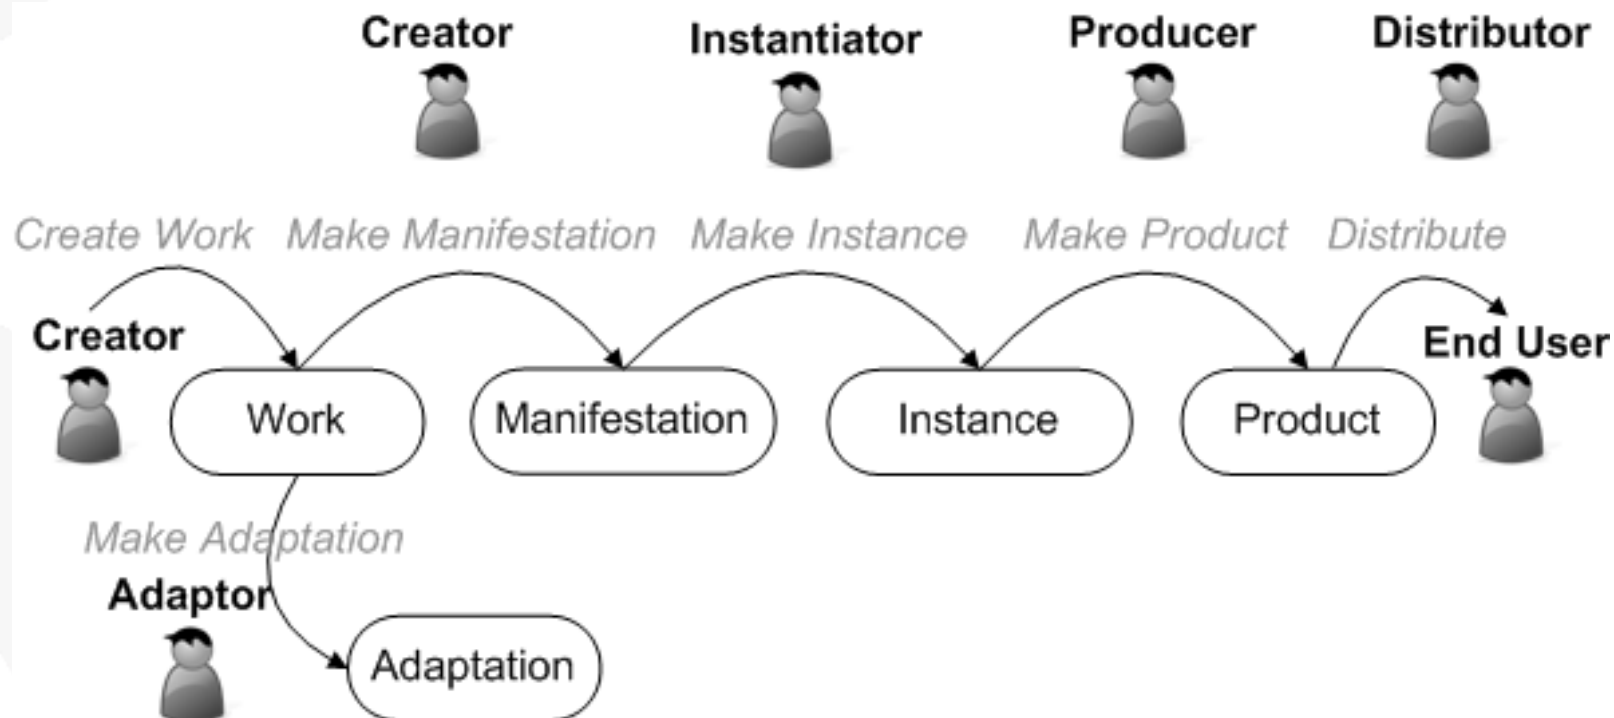 Creator
Instantiator
Producer
Distributor
Create Work
Make Manifestation
Make Instance
Make Product
Distribute
Creator
End User
Work
Manifestation
Instance
Product
Make Adaptation
Adaptor
Adaptation